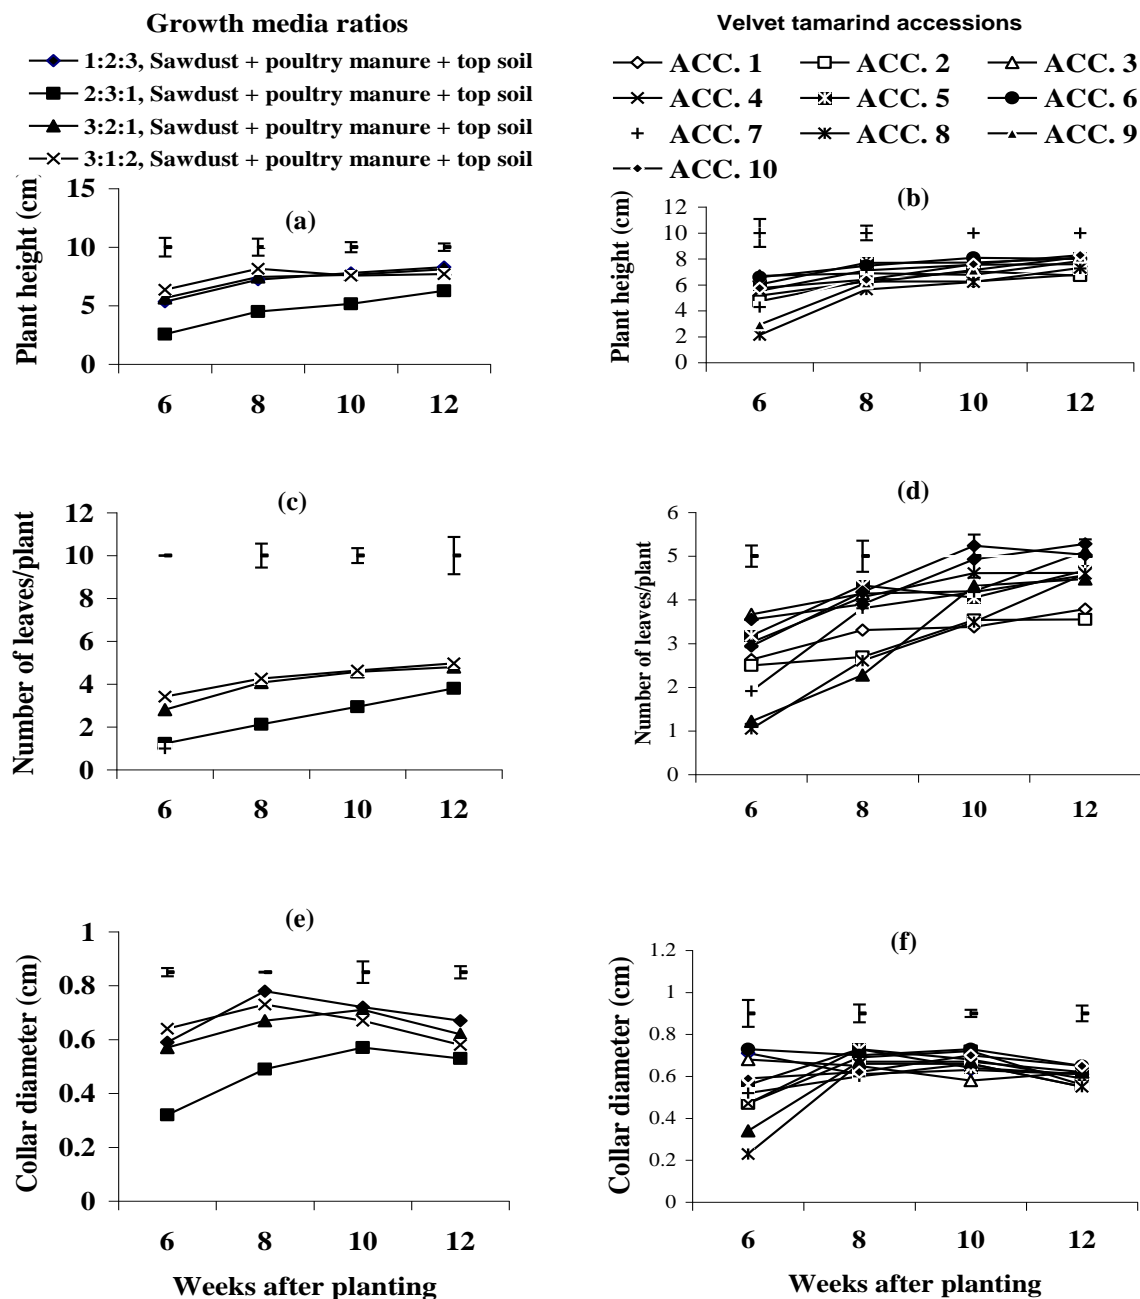 Growth media ratios
1:2:3, Sawdust + poultry manure + top soil
2:3:1, Sawdust + poultry manure + top soil
3:2:1, Sawdust + poultry manure + top soil
3:1:2, Sawdust + poultry manure + top soil
Velvet tamarind accessions
ACC. 1 ACC. 2 ACC. 3
ACC. 4 ACC. 5 ACC. 6
ACC. 7 ACC. 8 ACC. 9
ACC. 10
(a)
Plant height (cm)
15
10
5
0
6 8 10 12
(b)
Plant height (cm)
12
10
8
6
4
2
0
6 8 10 12
(c)
Number of leaves/plant
12
10
8
6
4
2
0
6 8 10 12
(d)
Number of leaves/plant
6
5
4
3
2
1
0
6 8 10 12
(e)
Collar diameter (cm)
1
0.8
0.6
0.4
0.2
0
6 8 10 12
Weeks after planting
(f)
Collar diameter (cm)
1.2
1
0.8
0.6
0.4
0.2
0
6 8 10 12
Weeks after planting